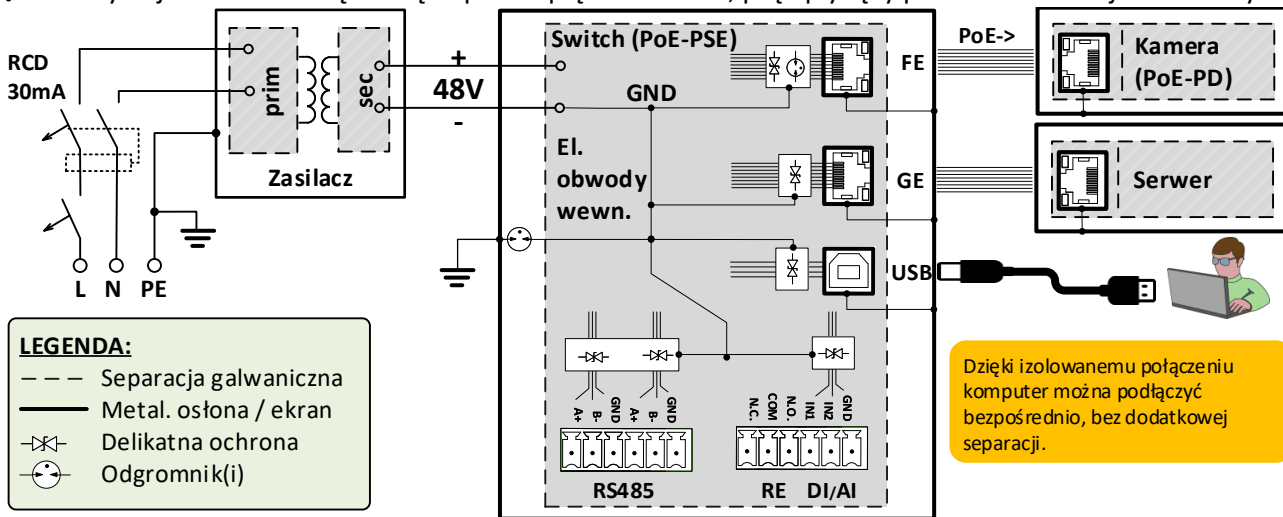 RCD
30mA
prim
sec
Zasilacz
L N PE
+
48V
-
Switch (PoE-PSE)
GND
El.
obwody
wewn.
FE
GE
USB
PoE->
Kamera
(PoE-PD)
Serwer
A+ B- GND A+ B- GND
N.C. COM N.O. IN1 IN2 GND
RS485
RE DI/AI
LEGENDA:
Separacja galwaniczna
Metal. osłona / ekran
Delikatna ochrona
Odgromnik(i)
Dzięki izolowanemu połączeniu
komputer można podłączyć
bezpośrednio, bez dodatkowej
separacji.